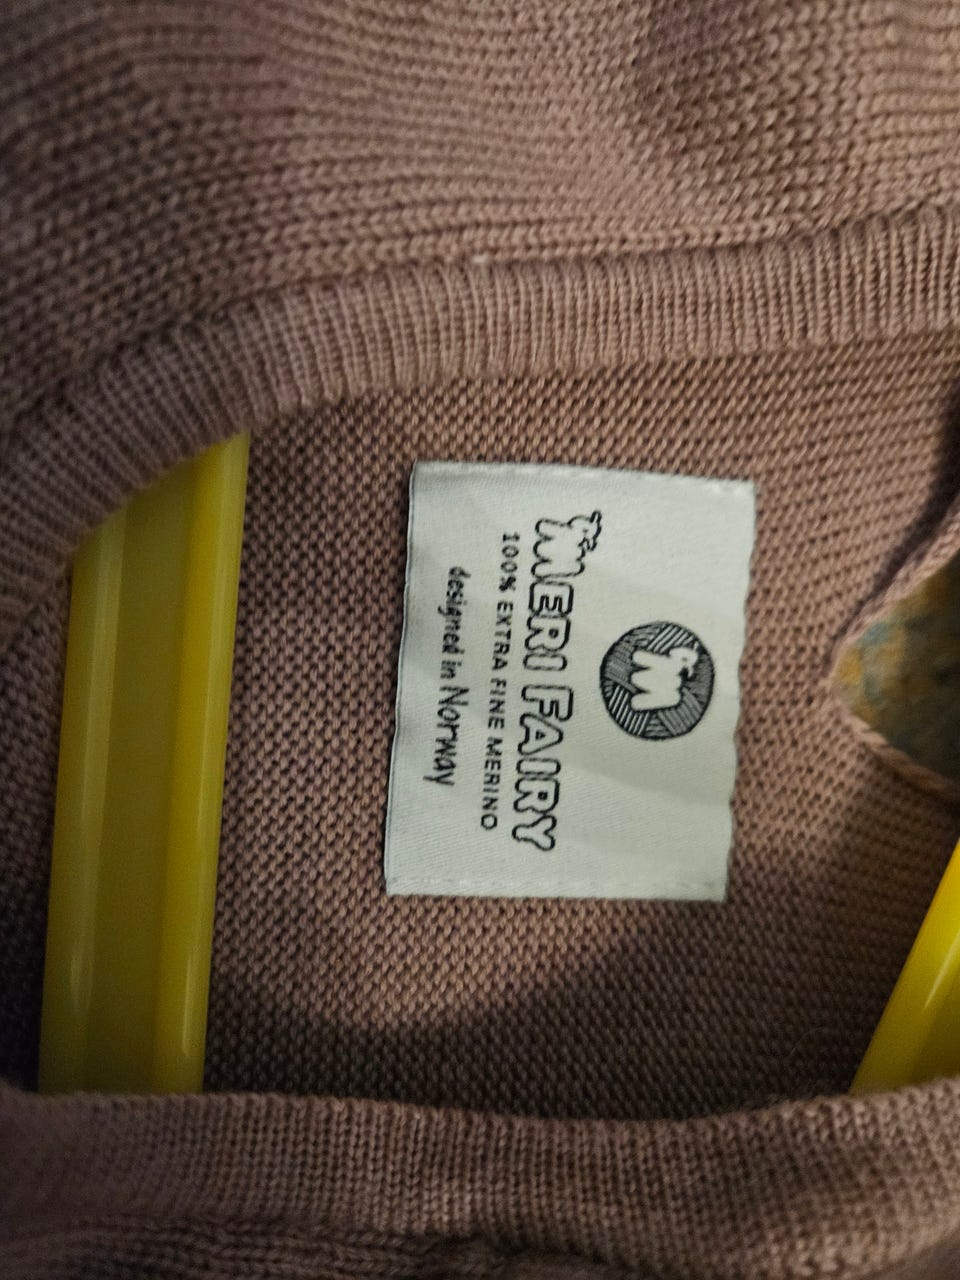 MERI FAIRY
100% EXTRA FINE MERINO
designed in Norway